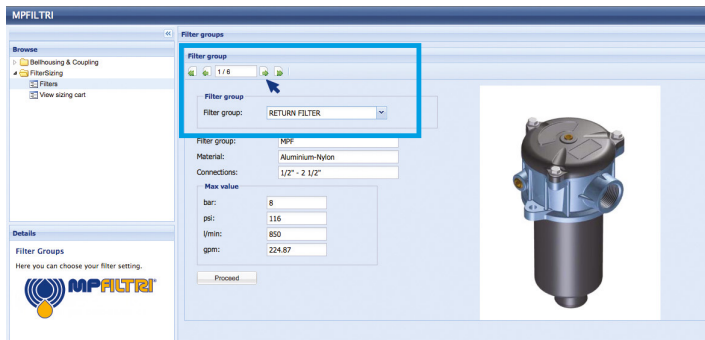 MPFILTRI
Filter groups
Browse
Bellhousing & Coupling
FilterSizing
Filters
View sizing cart
Filter group
1 / 6
Filter group
Filter group: RETURN FILTER
Filter group: MPF
Material: Aluminium-Nylon
Connections: 1/2" - 2 1/2"
Max value
bar: 8
psi: 116
l/min: 850
gpm: 224.87
Proceed
Details
Filter Groups
Here you can choose your filter setting.
MPFILTRI®